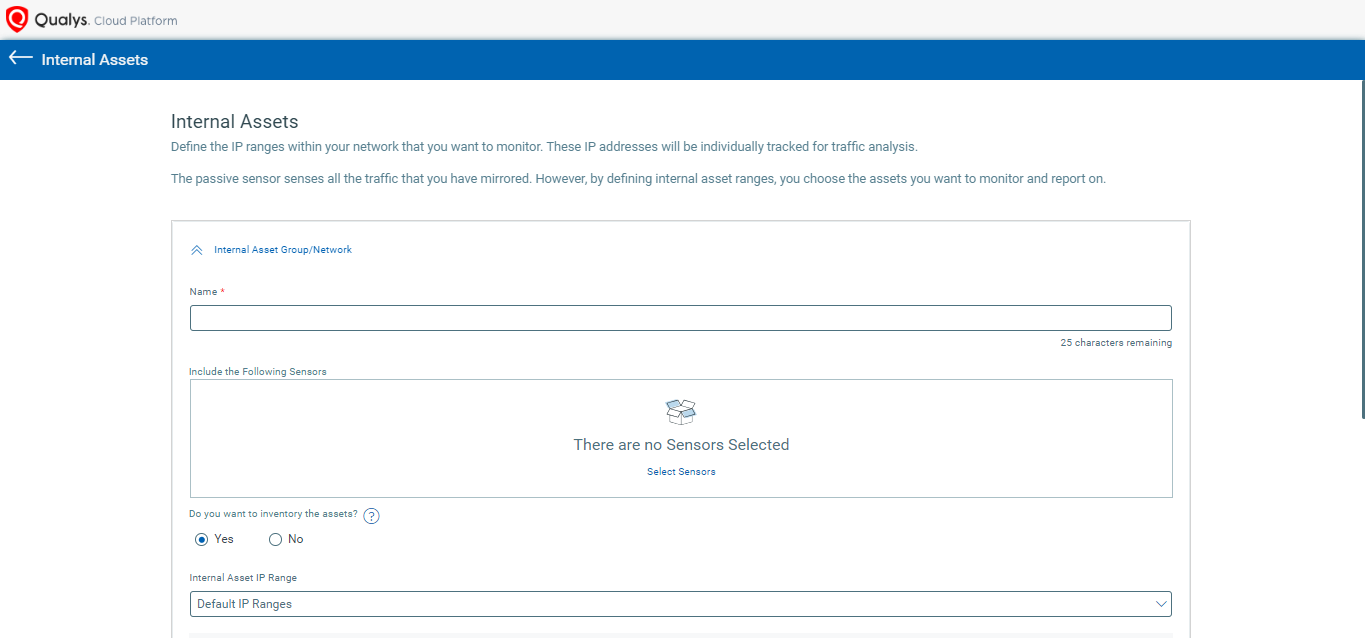 Qualys. Cloud Platform
Internal Assets
Internal Assets
Define the IP ranges within your network that you want to monitor. These IP addresses will be individually tracked for traffic analysis.
The passive sensor senses all the traffic that you have mirrored. However, by defining internal asset ranges, you choose the assets you want to monitor and report on.
Internal Asset Group/Network
Name *
25 characters remaining
Include the Following Sensors
There are no Sensors Selected
Select Sensors
Do you want to inventory the assets? ?
Yes No
Internal Asset IP Range
Default IP Ranges